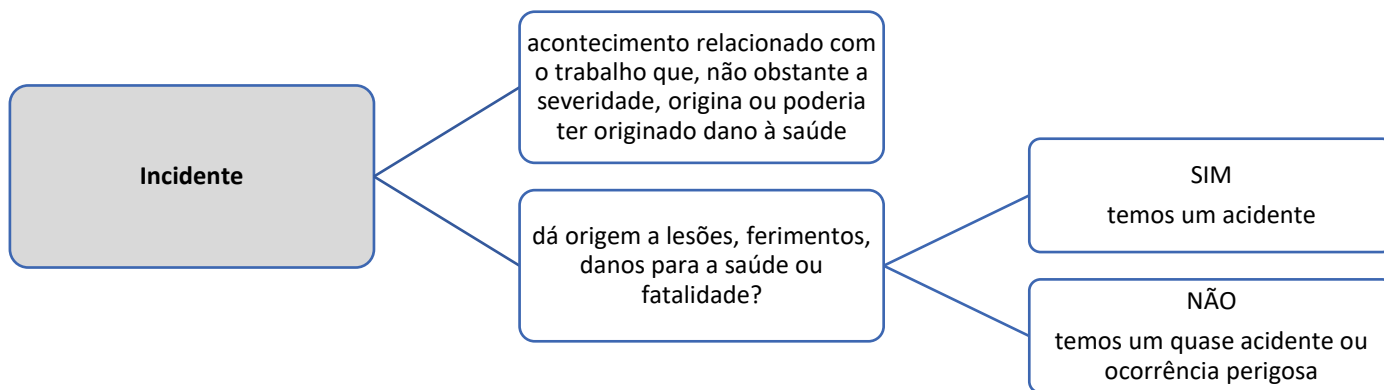 Incidente
acontecimento relacionado com
o trabalho que, não obstante a
severidade, origina ou poderia
ter originado dano à saúde
dá origem a lesões, ferimentos,
danos para a saúde ou
fatalidade?
SIM
temos um acidente
NÃO
temos um quase acidente ou
ocorrência perigosa